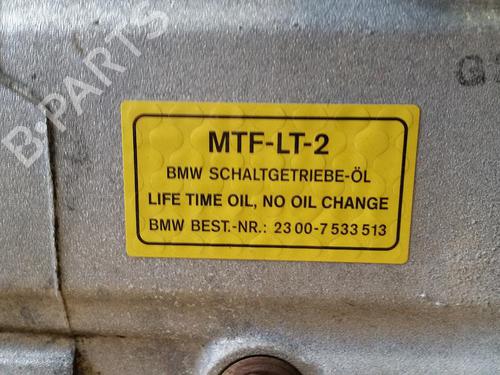 B-PARTS
G
MTF-LT-2
BMW SCHALTGETRIEBE-ÖL
LIFE TIME OIL, NO OIL CHANGE
BMW BEST.-NR.: 23 00-7 533 513